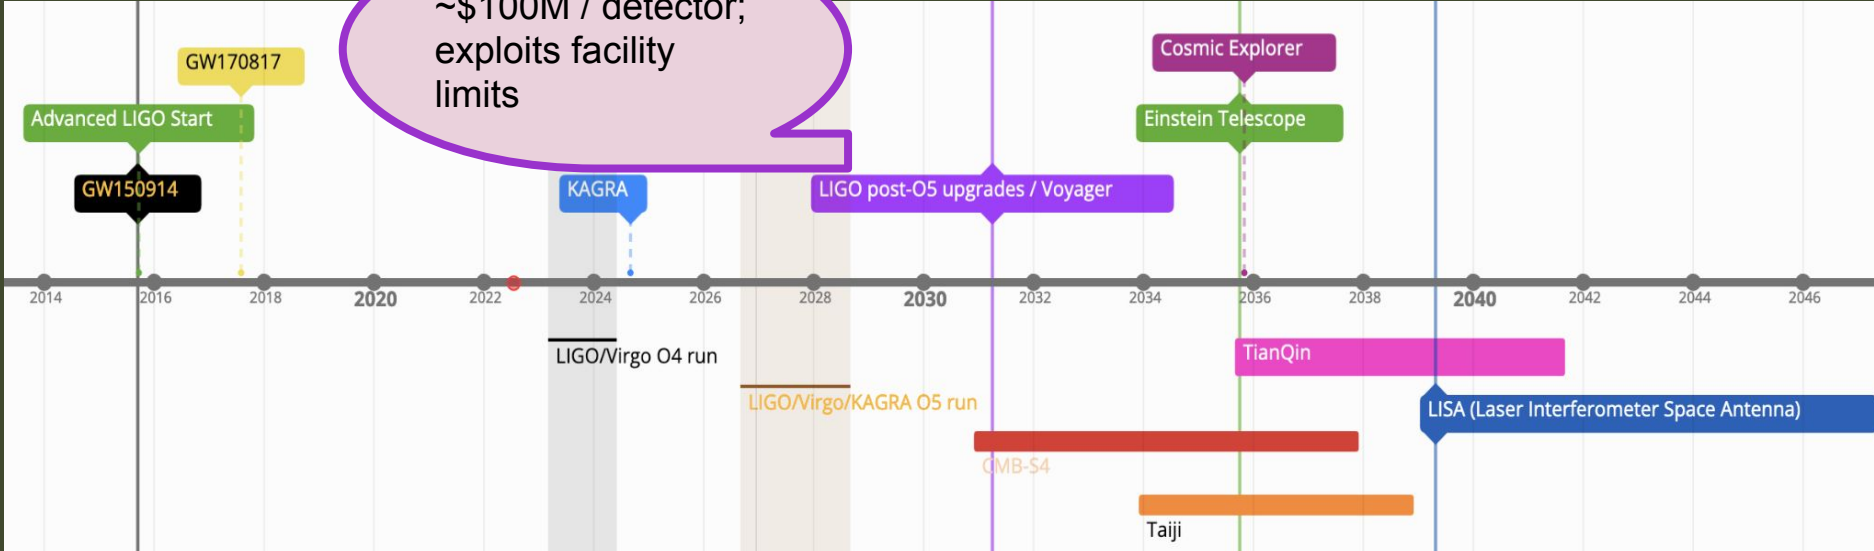 ~$100M / detector;
exploits facility
limits
GW170817
Cosmic Explorer
Advanced LIGO Start
Einstein Telescope
GW150914
KAGRA
LIGO post-O5 upgrades / Voyager
2014 2016 2018 2020 2022 2024 2026 2028 2030 2032 2034 2036 2038 2040 2042 2044 2046
LIGO/Virgo O4 run
TianQin
LIGO/Virgo/KAGRA O5 run
LISA (Laser Interferometer Space Antenna)
CMB-S4
Taiji